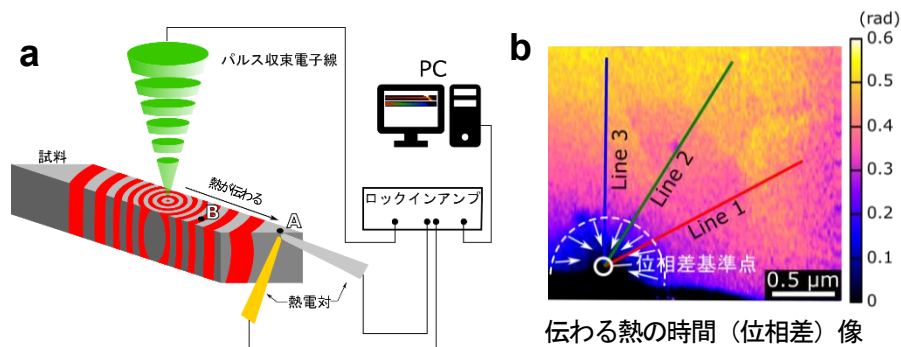 a
パルス収束電子線
PC
試料
熱が伝わる
B
A
ロックインアンプ
熱電対
b
(rad)
0.6
0.5
0.4
0.3
0.2
0.1
0
Line 3
Line 2
Line 1
位相差基準点
0.5 μm
伝わる熱の時間（位相差）像